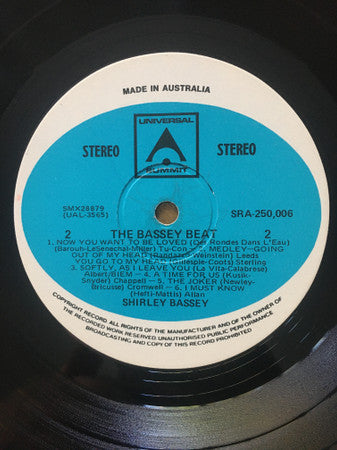 MADE IN AUSTRALIA
UNIVERSAL
SUMMIT
STEREO STEREO
SMX28879
(UAL-3565)
SRA-250,006
2 THE BASSEY BEAT 2
1. NOW YOU WANT TO BE LOVED (Des Rondes Dans L'Eau)
(Barouh-LeSenechal-Miller) Tu-Con • 2. MEDLEY—GOING
OUT OF MY HEAD (Randazzo-Weinstein) Leeds
YOU GO TO MY HEAD (Gillespie-Coots) Sterling
3. SOFTLY, AS I LEAVE YOU (La Vita-Calabrese)
Albert/BIEM • 4. A TIME FOR US (Kusik-
Snyder) Chappell • 5. THE JOKER (Newley-
Bricusse) Cromwell • 6. I MUST KNOW
(Hefti-Mattis) Allan
SHIRLEY BASSEY
COPYRIGHT RECORD ALL RIGHTS OF THE MANUFACTURER AND OF THE OWNER OF
THE RECORDED WORK RESERVED. UNAUTHORISED PUBLIC PERFORMANCE
BROADCASTING AND COPY OF THIS RECORD PROHIBITED